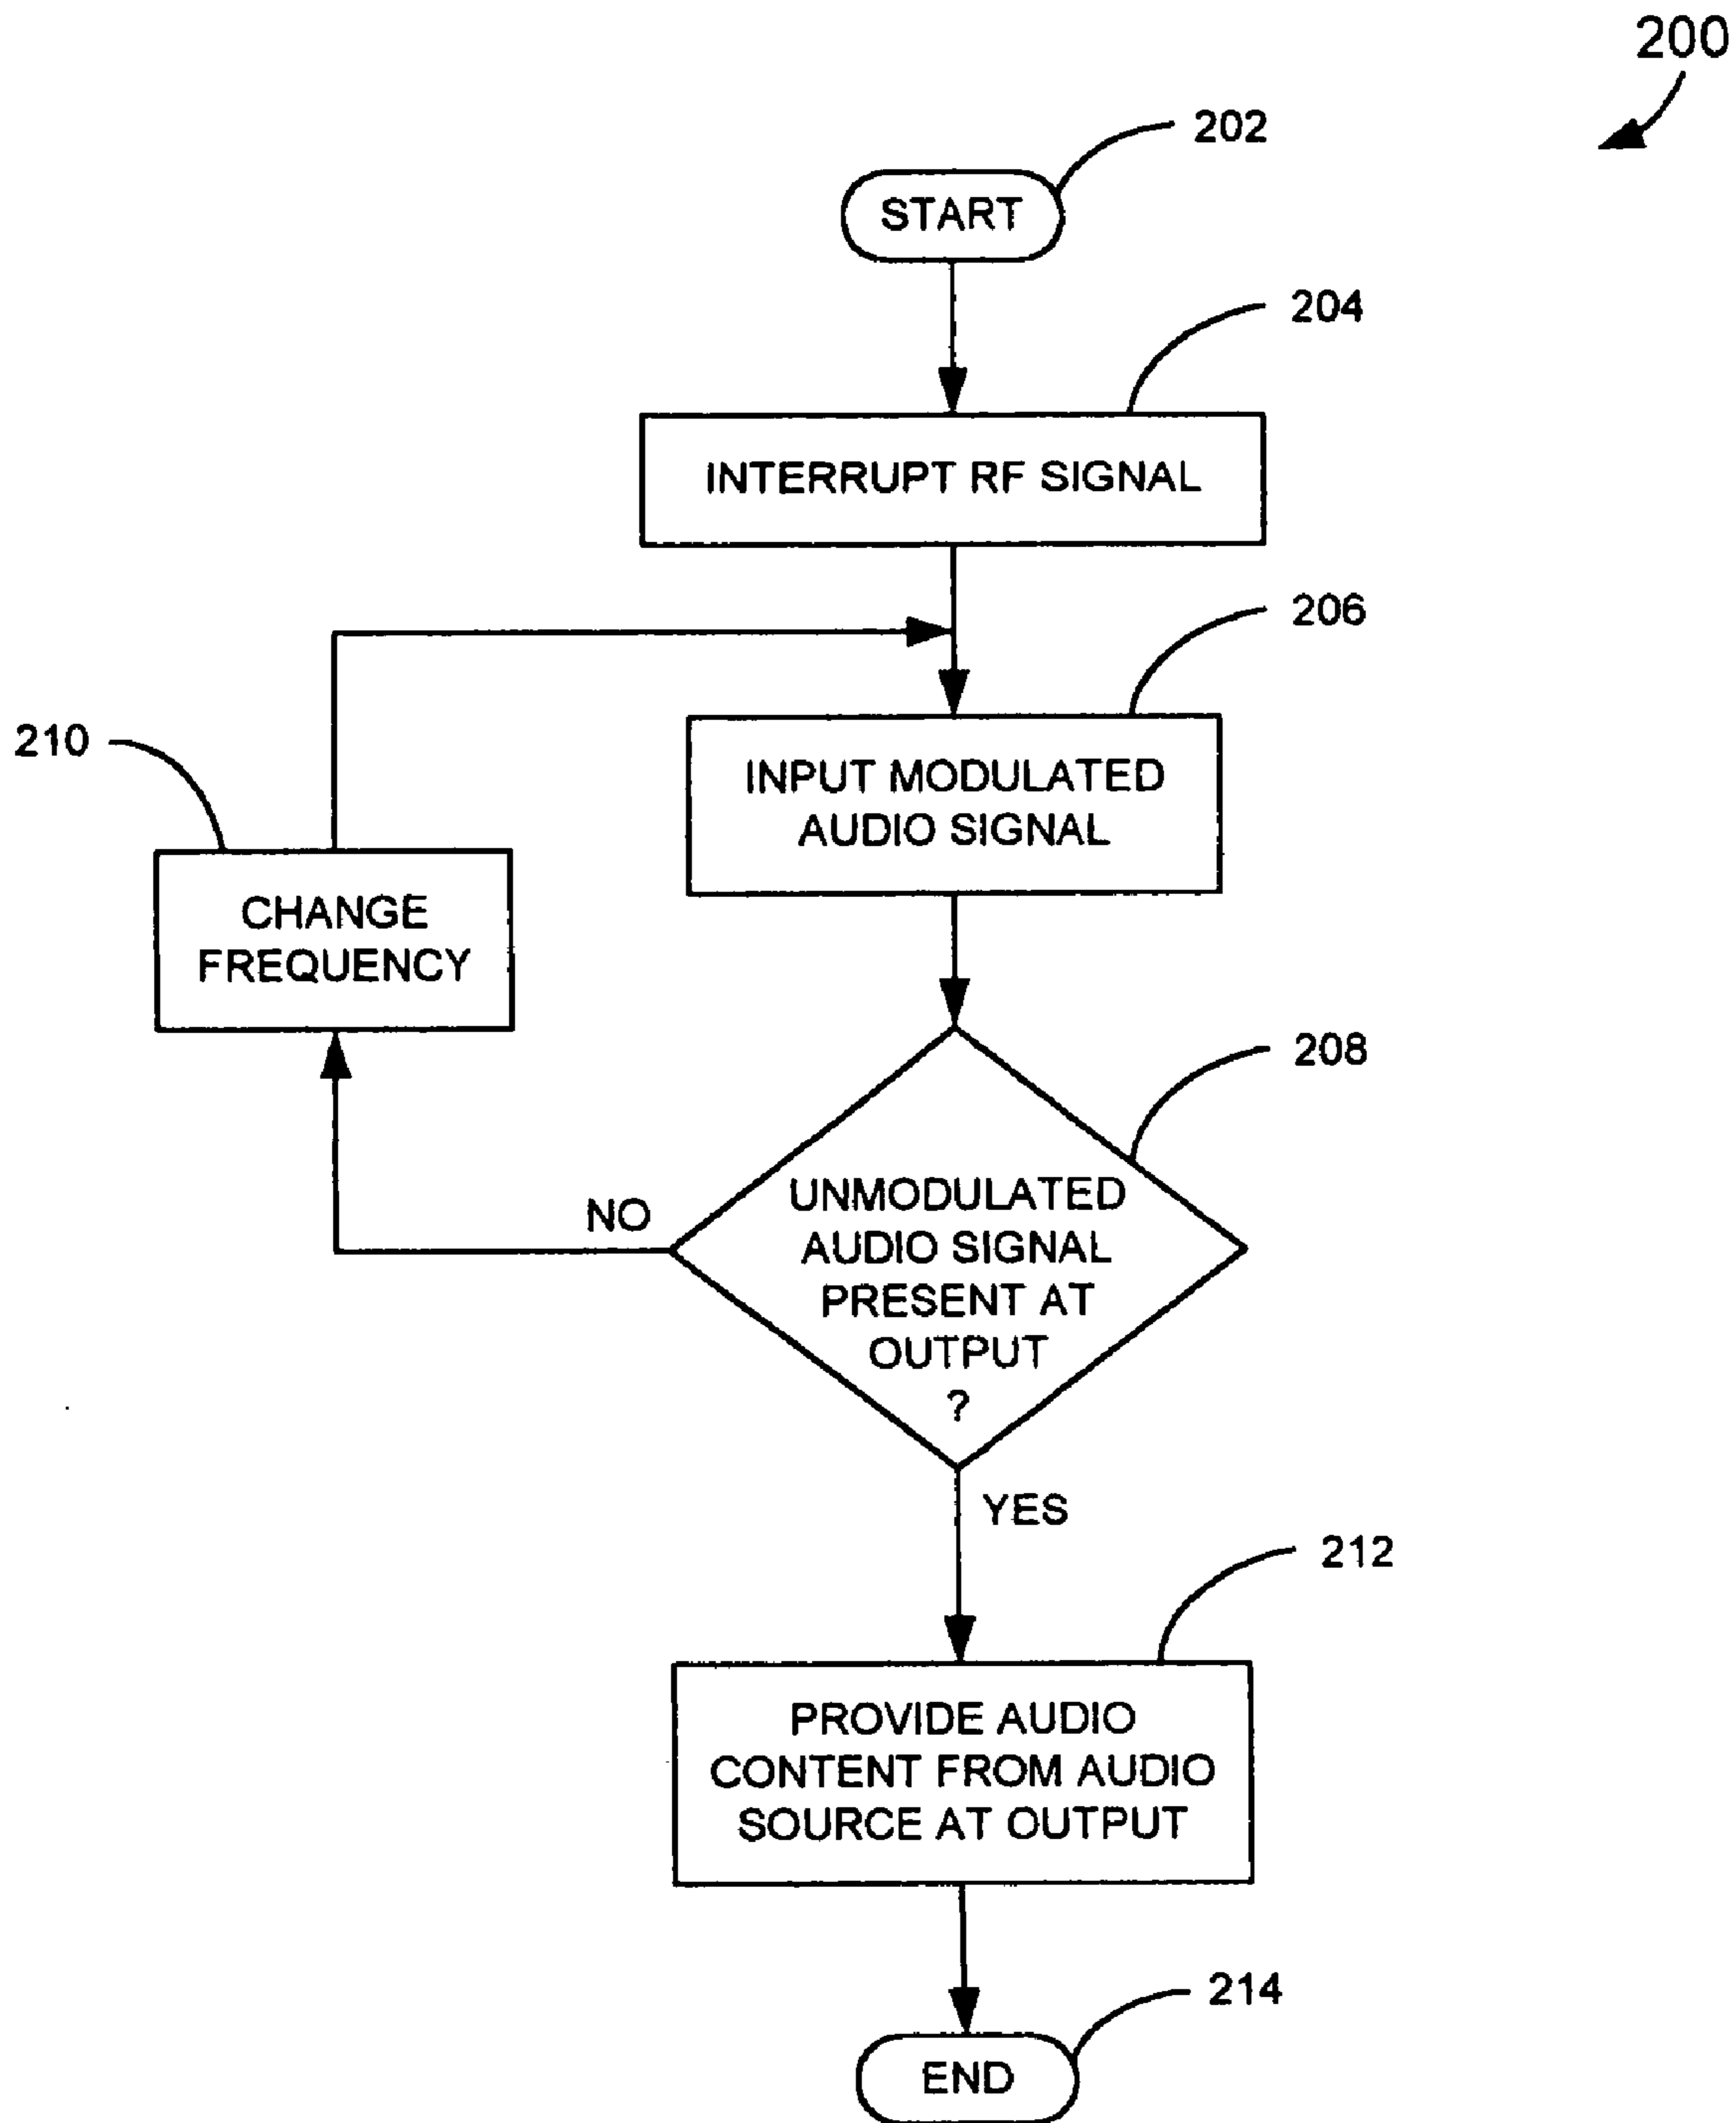 200
202
START
204
INTERRUPT RF SIGNAL
206
INPUT MODULATED
AUDIO SIGNAL
210
CHANGE
FREQUENCY
208
UNMODULATED
AUDIO SIGNAL
PRESENT AT
OUTPUT
?
NO
YES
212
PROVIDE AUDIO
CONTENT FROM AUDIO
SOURCE AT OUTPUT
214
END